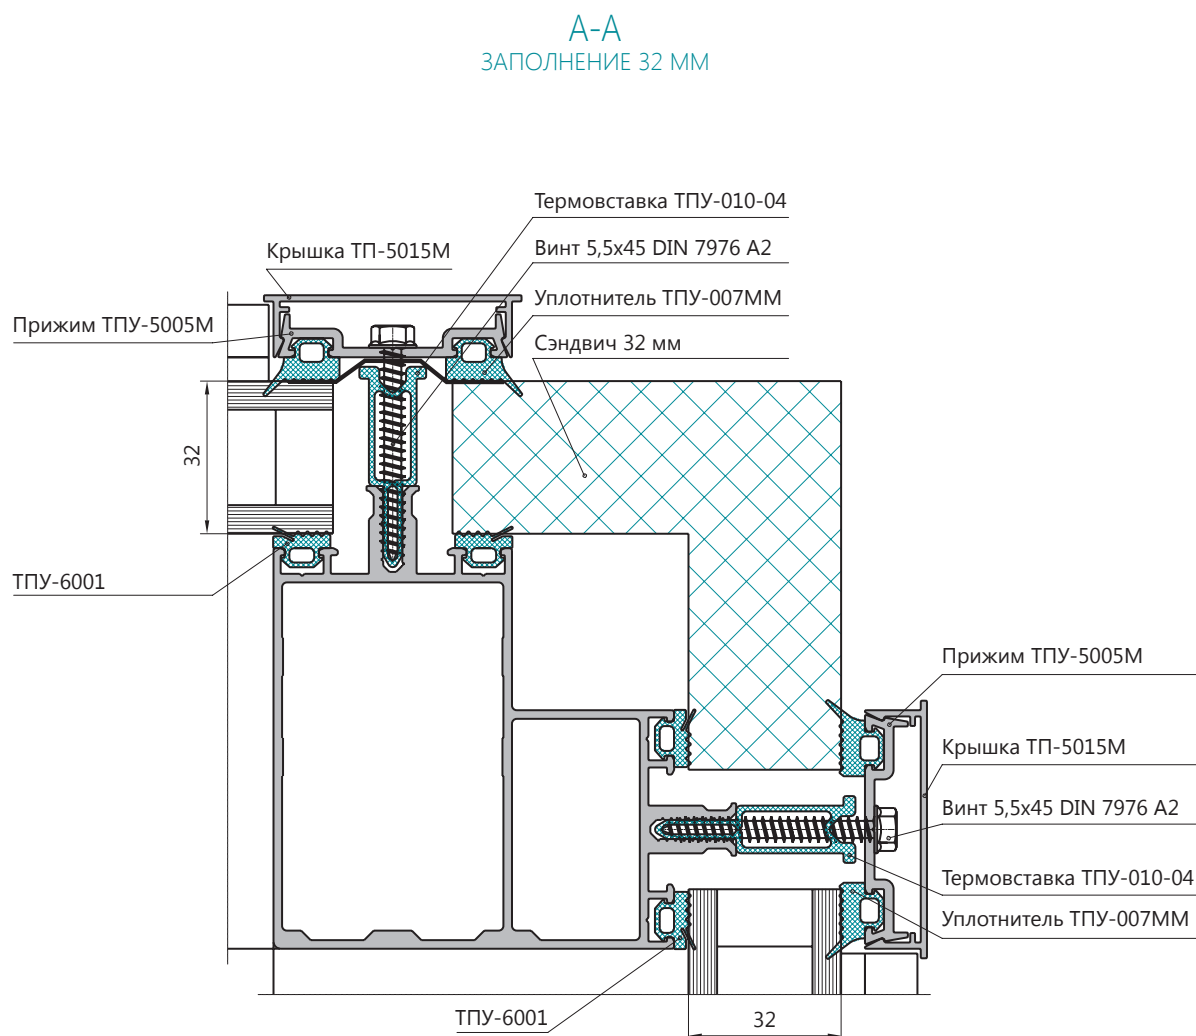 А-А
ЗАПОЛНЕНИЕ 32 ММ
Термовставка ТПУ-010-04
Крышка ТП-5015М
Винт 5,5х45 DIN 7976 А2
Уплотнитель ТПУ-007ММ
Прижим ТПУ-5005М
Сэндвич 32 мм
32
ТПУ-6001
Прижим ТПУ-5005М
Крышка ТП-5015М
Винт 5,5х45 DIN 7976 А2
Термовставка ТПУ-010-04
Уплотнитель ТПУ-007ММ
ТПУ-6001
32